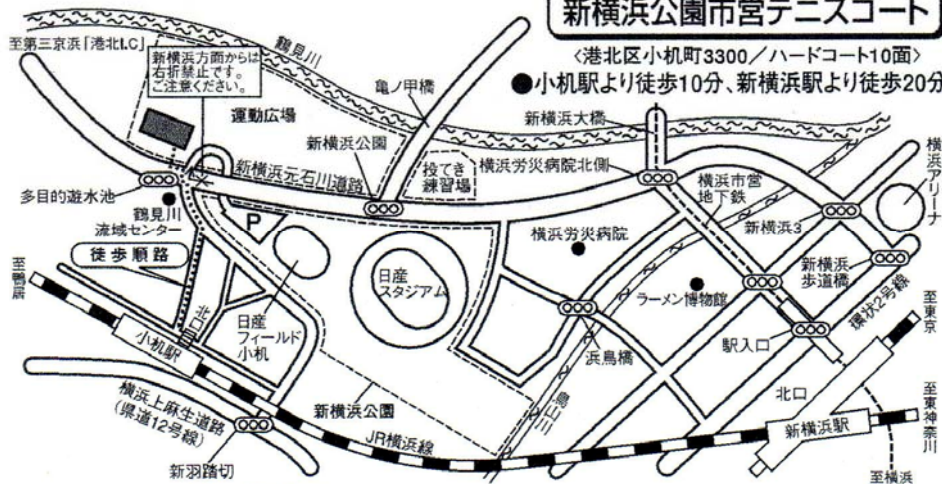 新横浜公園市営テニスコート
〈港北区小机町3300／ハードコート10面〉
●小机駅より徒歩10分、新横浜駅より徒歩20分
至第三京浜「港北I.C」
新横浜方面からは
右折禁止です。
ご注意ください。
鶴見川
亀ノ甲橋
運動広場
新横浜公園
新横浜大橋
新横浜元石川道路
投てき
練習場
横浜労災病院北側
横浜市営
地下鉄
横浜アリーナ
多目的遊水池
鶴見川
流域センター
P
新横浜3
徒歩順路
横浜労災病院
新横浜
歩道橋
至鴨居
日産
スタジアム
ラーメン博物館
環状2号線
至東京
北口
日産
フィールド
小机
小机駅
浜鳥橋
駅入口
鳥山川
北口
横浜上麻生道路
(県道12号線)
新横浜公園
JR横浜線
新横浜駅
至東神奈川
新羽踏切
至横浜